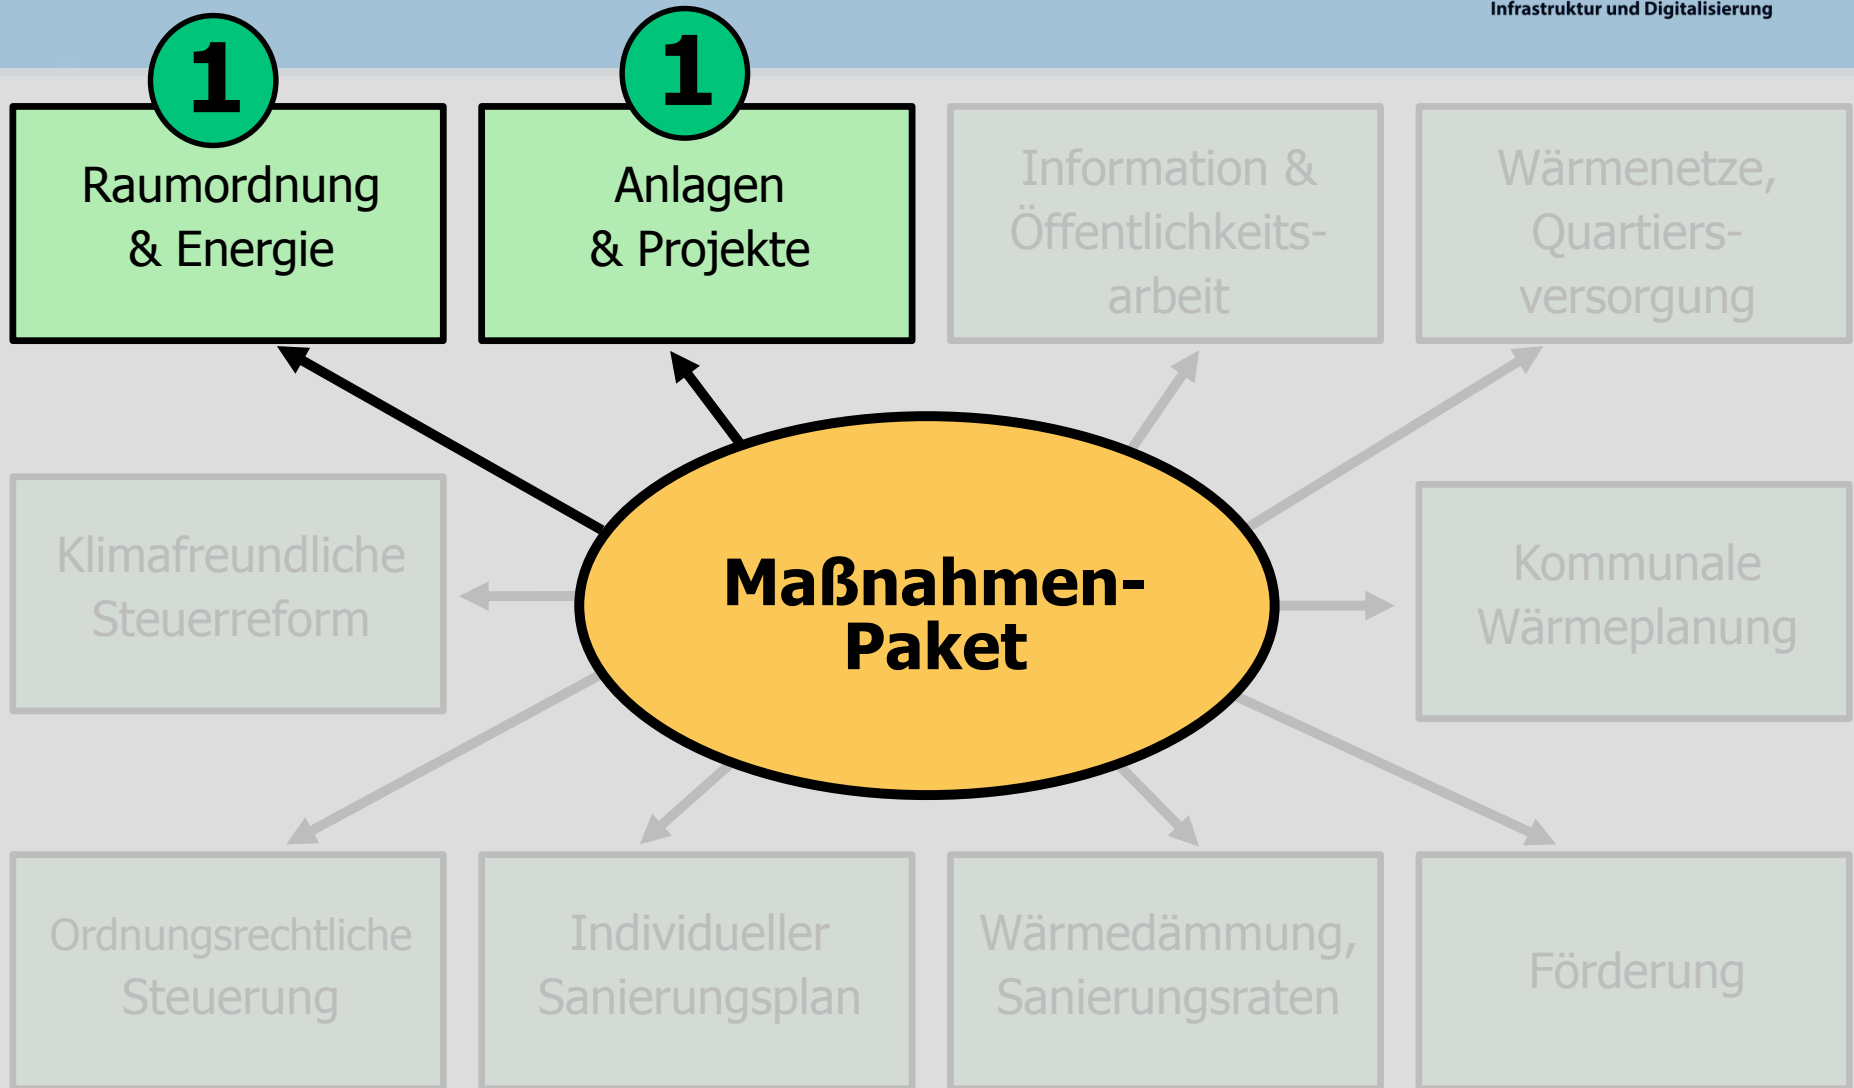 Infrastruktur und Digitalisierung
1
1
Raumordnung
& Energie
Anlagen
& Projekte
Information &
Öffentlichkeits-
arbeit
Wärmenetze,
Quartiers-
versorgung
Klimafreundliche
Steuerreform
Maßnahmen-
Paket
Kommunale
Wärmeplanung
Ordnungsrechtliche
Steuerung
Individueller
Sanierungsplan
Wärmedämmung,
Sanierungsraten
Förderung